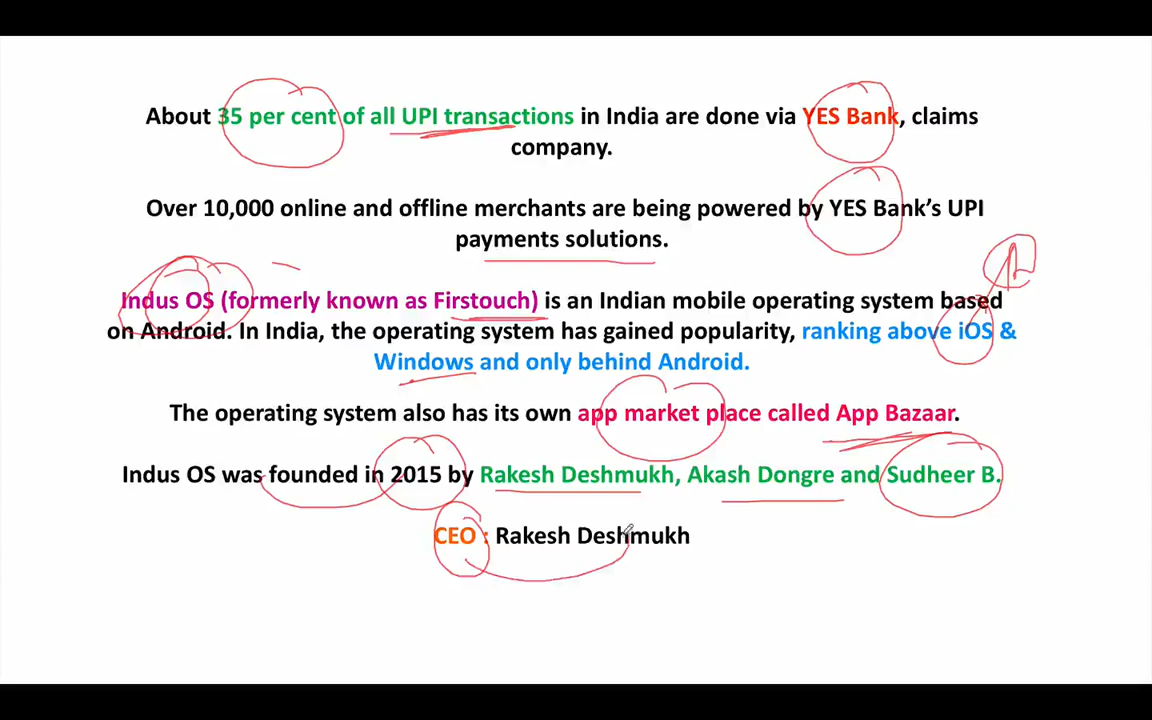 About 35 per cent of all UPI transactions in India are done via YES Bank, claims
company.
Over 10,000 online and offline merchants are being powered by YES Bank’s UPI
payments solutions.
Indus OS (formerly known as Firstouch) is an Indian mobile operating system based
on Android. In India, the operating system has gained popularity, ranking above iOS &
Windows and only behind Android.
The operating system also has its own app market place called App Bazaar.
Indus OS was founded in 2015 by Rakesh Deshmukh, Akash Dongre and Sudheer B.
CEO : Rakesh Deshmukh